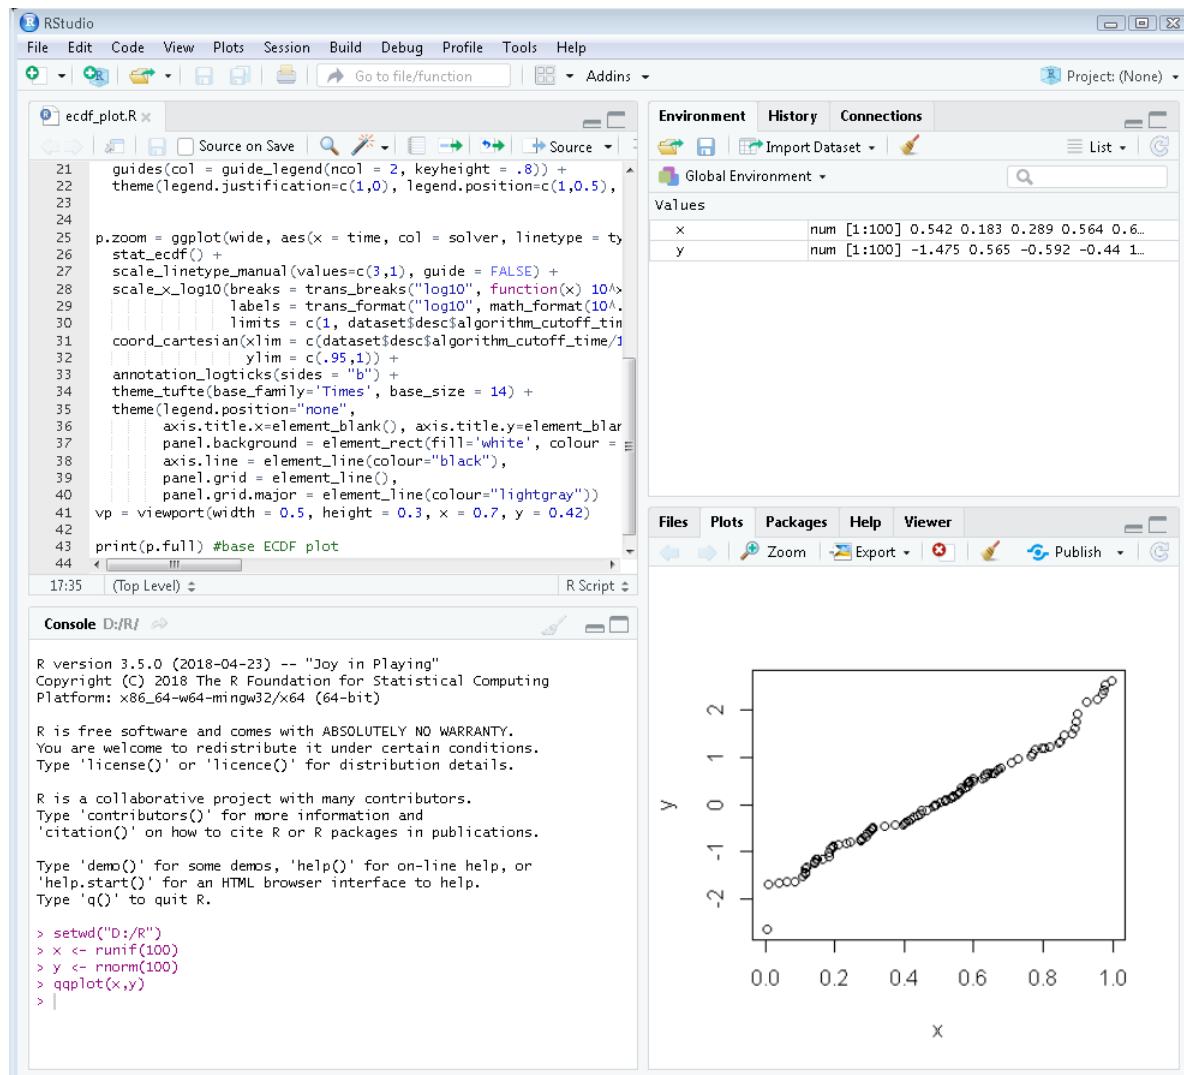 RStudio
File Edit Code View Plots Session Build Debug Profile Tools Help
Go to file/function Addins Project: (None)
ecdf_plot.R
Source on Save Source
21 guides(col = guide_legend(ncol = 2, keyheight = .8)) +
22 theme(legend.justification=c(1,0), legend.position=c(1,0.5),
23
24
25 p.zoom = ggplot(wide, aes(x = time, col = solver, linetype = ty
26 stat_ecdf() +
27 scale_linetype_manual(values=c(3,1), guide = FALSE) +
28 scale_x_log10(breaks = trans_breaks("log10", function(x) 10^x
29 labels = trans_format("log10", math_format(10^.
30 limits = c(1, dataset$desc$algorithm_cutoff_tim
31 coord_cartesian(xlim = c(dataset$desc$algorithm_cutoff_time/1
32 ylim = c(.95,1)) +
33 annotation_logticks(sides = "b") +
34 theme_tufte(base_family='Times', base_size = 14) +
35 theme(legend.position="none",
36 axis.title.x=element_blank(), axis.title.y=element_blar
37 panel.background = element_rect(fill='white', colour =
38 axis.line = element_line(colour="black"),
39 panel.grid = element_line(),
40 panel.grid.major = element_line(colour="lightgray"))
41 vp = viewport(width = 0.5, height = 0.3, x = 0.7, y = 0.42)
42
43 print(p.full) #base ECDF plot
44
17:35 (Top Level) R Script
Console D:/R/
R version 3.5.0 (2018-04-23) -- "Joy in Playing"
Copyright (C) 2018 The R Foundation for Statistical Computing
Platform: x86_64-w64-mingw32/x64 (64-bit)
R is free software and comes with ABSOLUTELY NO WARRANTY.
You are welcome to redistribute it under certain conditions.
Type 'license()' or 'licence()' for distribution details.
R is a collaborative project with many contributors.
Type 'contributors()' for more information and
'citation()' on how to cite R or R packages in publications.
Type 'demo()' for some demos, 'help()' for on-line help, or
'help.start()' for an HTML browser interface to help.
Type 'q()' to quit R.
> setwd("D:/R")
> x <- runif(100)
> y <- rnorm(100)
> qqplot(x,y)
>
Environment History Connections
Import Dataset List
Global Environment
Values
x num [1:100] 0.542 0.183 0.289 0.564 0.6…
y num [1:100] -1.475 0.565 -0.592 -0.44 1…
Files Plots Packages Help Viewer
Zoom Export Publish
2
1
0
-1
-2
y
0.0 0.2 0.4 0.6 0.8 1.0
x